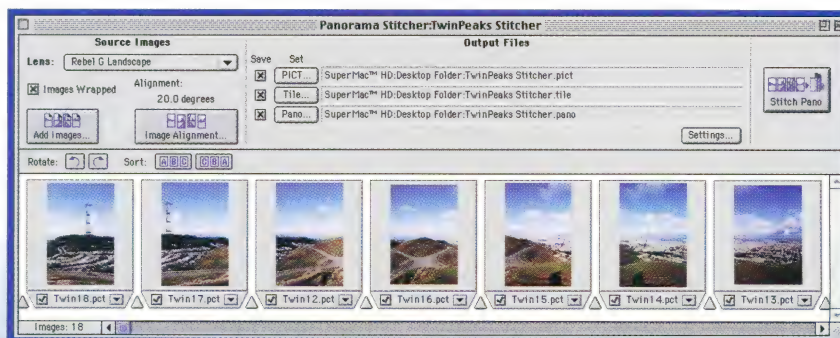 Panorama Stitcher:TwinPeaks Stitcher
Source Images
Output Files
Lens: Rebel G Landscape
Save Set
PICT... SuperMac™ HD:Desktop Folder:TwinPeaks Stitcher.pict
Images Wrapped
Alignment:
20.0 degrees
Tile... SuperMac™ HD:Desktop Folder:TwinPeaks Stitcher.tile
Pano... SuperMac™ HD:Desktop Folder:TwinPeaks Stitcher.pano
Stitch Pano
Add Images...
Image Alignment...
Settings...
Rotate: Sort: ABC CBA
Twin18.pct Twin17.pct Twin12.pct Twin16.pct Twin15.pct Twin14.pct Twin13.pct
Images: 18